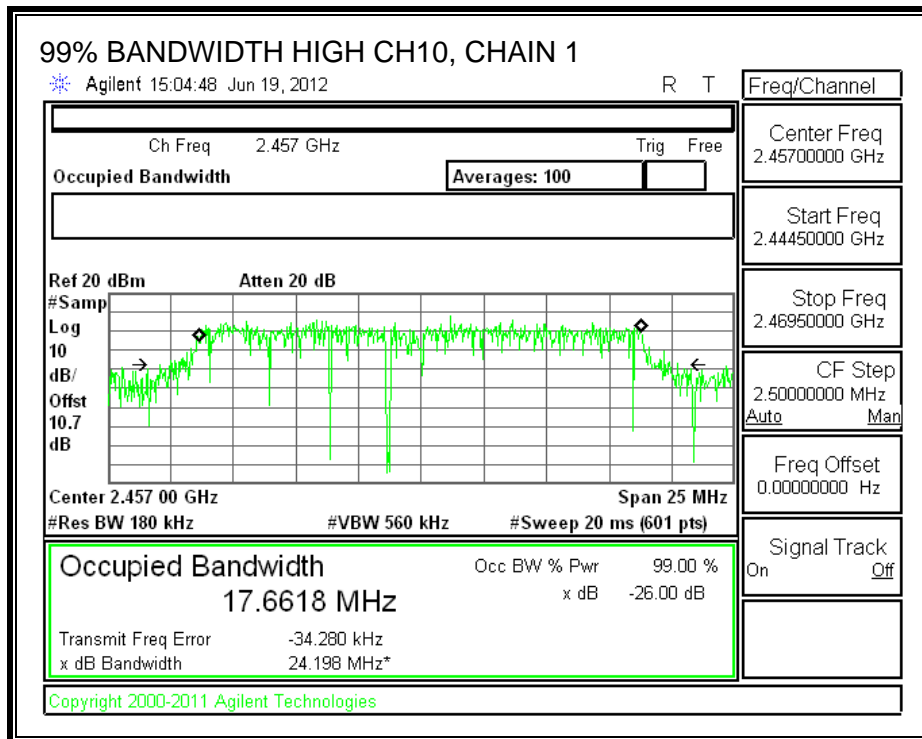 99% BANDWIDTH HIGH CH10, CHAIN 1
Agilent 15:04:48 Jun 19, 2012 R T
Freq/Channel
Ch Freq 2.457 GHz Trig Free
Occupied Bandwidth Averages: 100
Ref 20 dBm Atten 20 dB
#Samp
Log
10
dB/
Offst
10.7
dB
Center 2.457 00 GHz Span 25 MHz
#Res BW 180 kHz #VBW 560 kHz #Sweep 20 ms (601 pts)
Occupied Bandwidth Occ BW % Pwr 99.00 %
17.6618 MHz x dB -26.00 dB
Transmit Freq Error -34.280 kHz
x dB Bandwidth 24.198 MHz*
Center Freq
2.45700000 GHz
Start Freq
2.44450000 GHz
Stop Freq
2.46950000 GHz
CF Step
2.50000000 MHz
Auto Man
Freq Offset
0.00000000 Hz
Signal Track
On Off
Copyright 2000-2011 Agilent Technologies